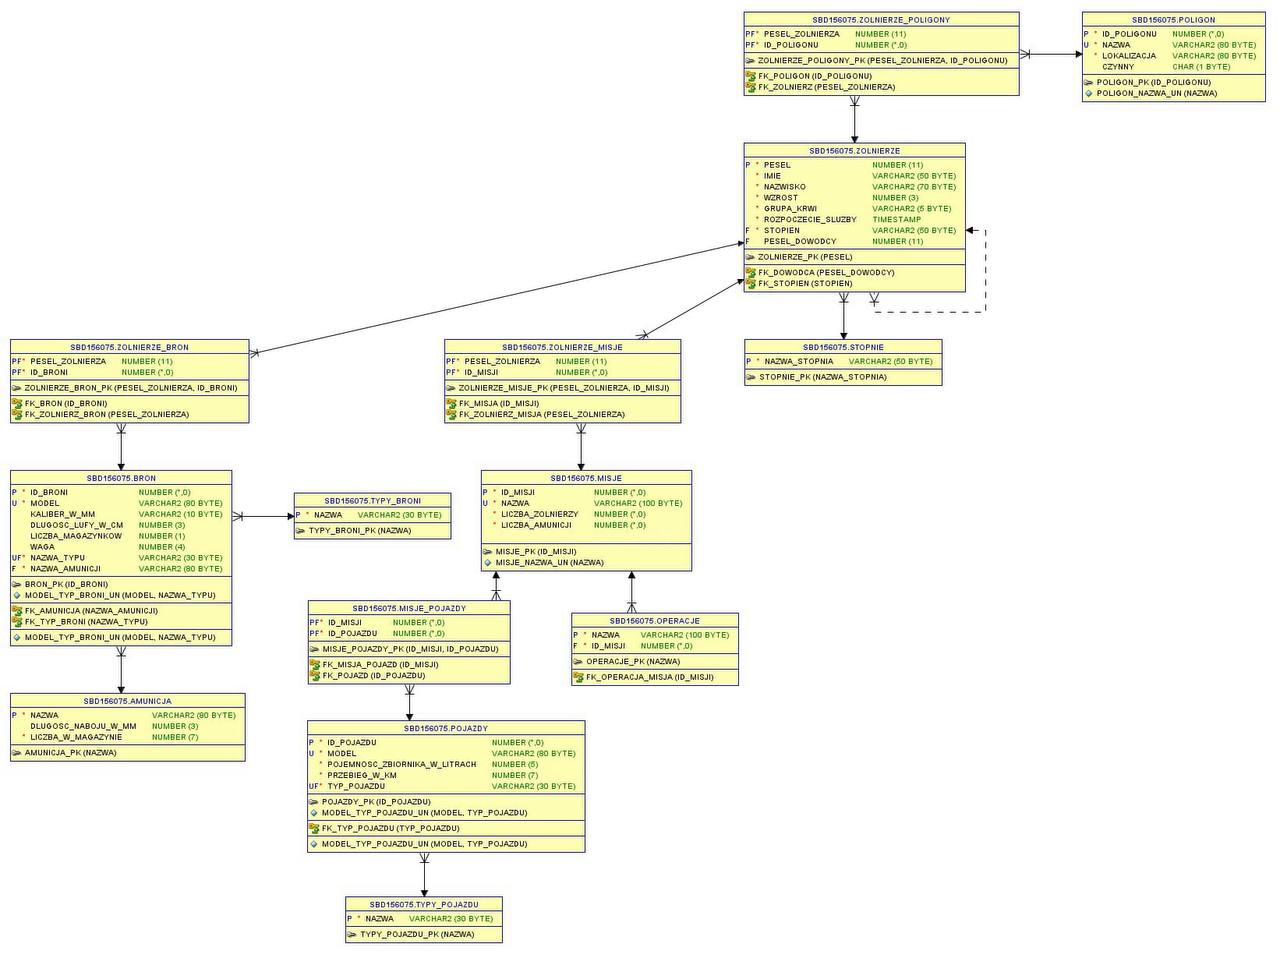 SBD156075.ZOLNIERZE_POLIGONY
PF* PESEL_ZOLNIERZA NUMBER (11)
PF* ID_POLIGONU NUMBER (*,0)
ZOLNIERZE_POLIGONY_PK (PESEL_ZOLNIERZA, ID_POLIGONU)
FK_POLIGON (ID_POLIGONU)
FK_ZOLNIERZ (PESEL_ZOLNIERZA)
SBD156075.POLIGON
P * ID_POLIGONU NUMBER (*,0)
U * NAZWA VARCHAR2 (80 BYTE)
* LOKALIZACJA VARCHAR2 (80 BYTE)
CZYNNY CHAR (1 BYTE)
POLIGON_PK (ID_POLIGONU)
POLIGON_NAZWA_UN (NAZWA)
SBD156075.ZOLNIERZE
P * PESEL NUMBER (11)
* IMIE VARCHAR2 (50 BYTE)
* NAZWISKO VARCHAR2 (70 BYTE)
* WZROST NUMBER (3)
* GRUPA_KRWI VARCHAR2 (5 BYTE)
* ROZPOCZECIE_SLUZBY TIMESTAMP
F * STOPIEN VARCHAR2 (50 BYTE)
F PESEL_DOWODCY NUMBER (11)
ZOLNIERZE_PK (PESEL)
FK_DOWODCA (PESEL_DOWODCY)
FK_STOPIEN (STOPIEN)
SBD156075.ZOLNIERZE_BRON
PF* PESEL_ZOLNIERZA NUMBER (11)
PF* ID_BRONI NUMBER (*,0)
ZOLNIERZE_BRON_PK (PESEL_ZOLNIERZA, ID_BRONI)
FK_BRON (ID_BRONI)
FK_ZOLNIERZ_BRON (PESEL_ZOLNIERZA)
SBD156075.ZOLNIERZE_MISJE
PF* PESEL_ZOLNIERZA NUMBER (11)
PF* ID_MISJI NUMBER (*,0)
ZOLNIERZE_MISJE_PK (PESEL_ZOLNIERZA, ID_MISJI)
FK_MISJA (ID_MISJI)
FK_ZOLNIERZ_MISJA (PESEL_ZOLNIERZA)
SBD156075.STOPNIE
P * NAZWA_STOPNIA VARCHAR2 (50 BYTE)
STOPNIE_PK (NAZWA_STOPNIA)
SBD156075.BRON
P * ID_BRONI NUMBER (*,0)
U * MODEL VARCHAR2 (80 BYTE)
KALIBER_W_MM VARCHAR2 (10 BYTE)
DLUGOSC_LUFY_W_CM NUMBER (3)
LICZBA_MAGAZYNKOW NUMBER (1)
WAGA NUMBER (4)
UF* NAZWA_TYPU VARCHAR2 (30 BYTE)
F * NAZWA_AMUNICJI VARCHAR2 (80 BYTE)
BRON_PK (ID_BRONI)
MODEL_TYP_BRONI_UN (MODEL, NAZWA_TYPU)
FK_AMUNICJA (NAZWA_AMUNICJI)
FK_TYP_BRONI (NAZWA_TYPU)
MODEL_TYP_BRONI_UN (MODEL, NAZWA_TYPU)
SBD156075.TYPY_BRONI
P * NAZWA VARCHAR2 (30 BYTE)
TYPY_BRONI_PK (NAZWA)
SBD156075.MISJE
P * ID_MISJI NUMBER (*,0)
U * NAZWA VARCHAR2 (100 BYTE)
* LICZBA_ZOLNIERZY NUMBER (*,0)
* LICZBA_AMUNICJI NUMBER (*,0)
MISJE_PK (ID_MISJI)
MISJE_NAZWA_UN (NAZWA)
SBD156075.MISJE_POJAZDY
PF* ID_MISJI NUMBER (*,0)
PF* ID_POJAZDU NUMBER (*,0)
MISJE_POJAZDY_PK (ID_MISJI, ID_POJAZDU)
FK_MISJA_POJAZD (ID_MISJI)
FK_POJAZD (ID_POJAZDU)
SBD156075.OPERACJE
P * NAZWA VARCHAR2 (100 BYTE)
F * ID_MISJI NUMBER (*,0)
OPERACJE_PK (NAZWA)
FK_OPERACJA_MISJA (ID_MISJI)
SBD156075.AMUNICJA
P * NAZWA VARCHAR2 (80 BYTE)
DLUGOSC_NABOJU_W_MM NUMBER (3)
* LICZBA_W_MAGAZYNIE NUMBER (7)
AMUNICJA_PK (NAZWA)
SBD156075.POJAZDY
P * ID_POJAZDU NUMBER (*,0)
U * MODEL VARCHAR2 (80 BYTE)
* POJEMNOSC_ZBIORNIKA_W_LITRACH NUMBER (5)
* PRZEBIEG_W_KM NUMBER (7)
UF* TYP_POJAZDU VARCHAR2 (30 BYTE)
POJAZDY_PK (ID_POJAZDU)
MODEL_TYP_POJAZDU_UN (MODEL, TYP_POJAZDU)
FK_TYP_POJAZDU (TYP_POJAZDU)
MODEL_TYP_POJAZDU_UN (MODEL, TYP_POJAZDU)
SBD156075.TYPY_POJAZDU
P * NAZWA VARCHAR2 (30 BYTE)
TYPY_POJAZDU_PK (NAZWA)